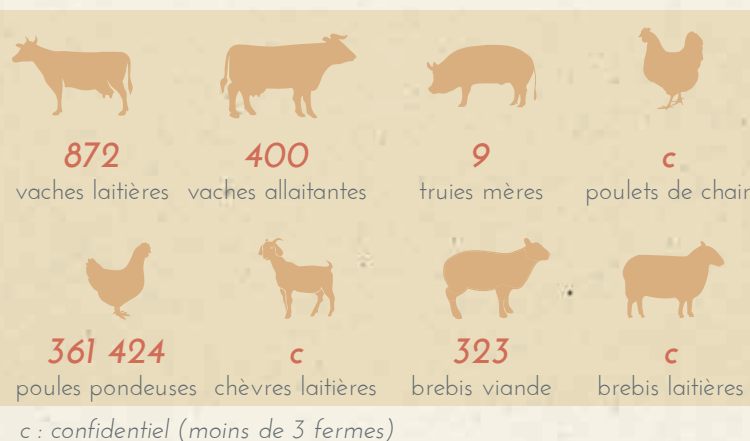 872 400 9 c
vaches laitières vaches allaitantes truies mères poulets de chair
361 424 c 323 c
poules pondeuses chèvres laitières brebis viande brebis laitières
c : confidentiel (moins de 3 fermes)